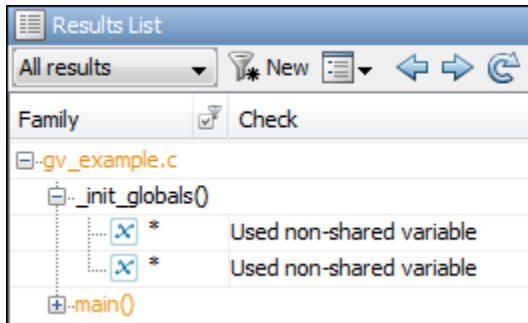 Results List
All results New
Family Check
gv_example.c
_init_globals()
x * Used non-shared variable
x * Used non-shared variable
main()